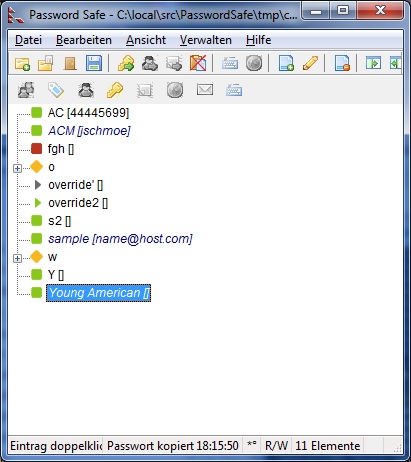 Password Safe - C:\local\src\PasswordSafe\tmp\c...
Datei Bearbeiten Ansicht Verwalten Hilfe
AC [44445699]
ACM [jschmoe]
fgh []
o
override' []
override2 []
s2 []
sample [name@host.com]
w
Y []
Young American []
Eintrag doppelklic Passwort kopiert 18:15:50 *° R/W 11 Elemente